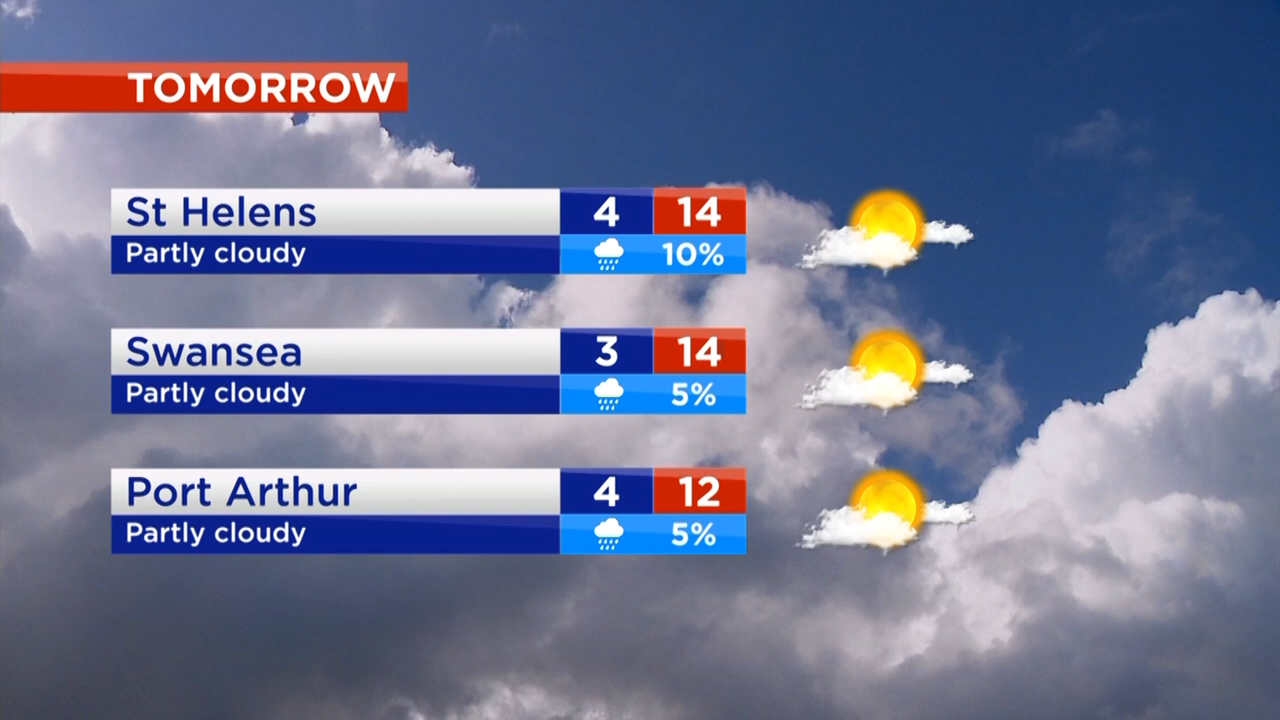 TOMORROW
St Helens 4 14
Partly cloudy 10%
Swansea 3 14
Partly cloudy 5%
Port Arthur 4 12
Partly cloudy 5%